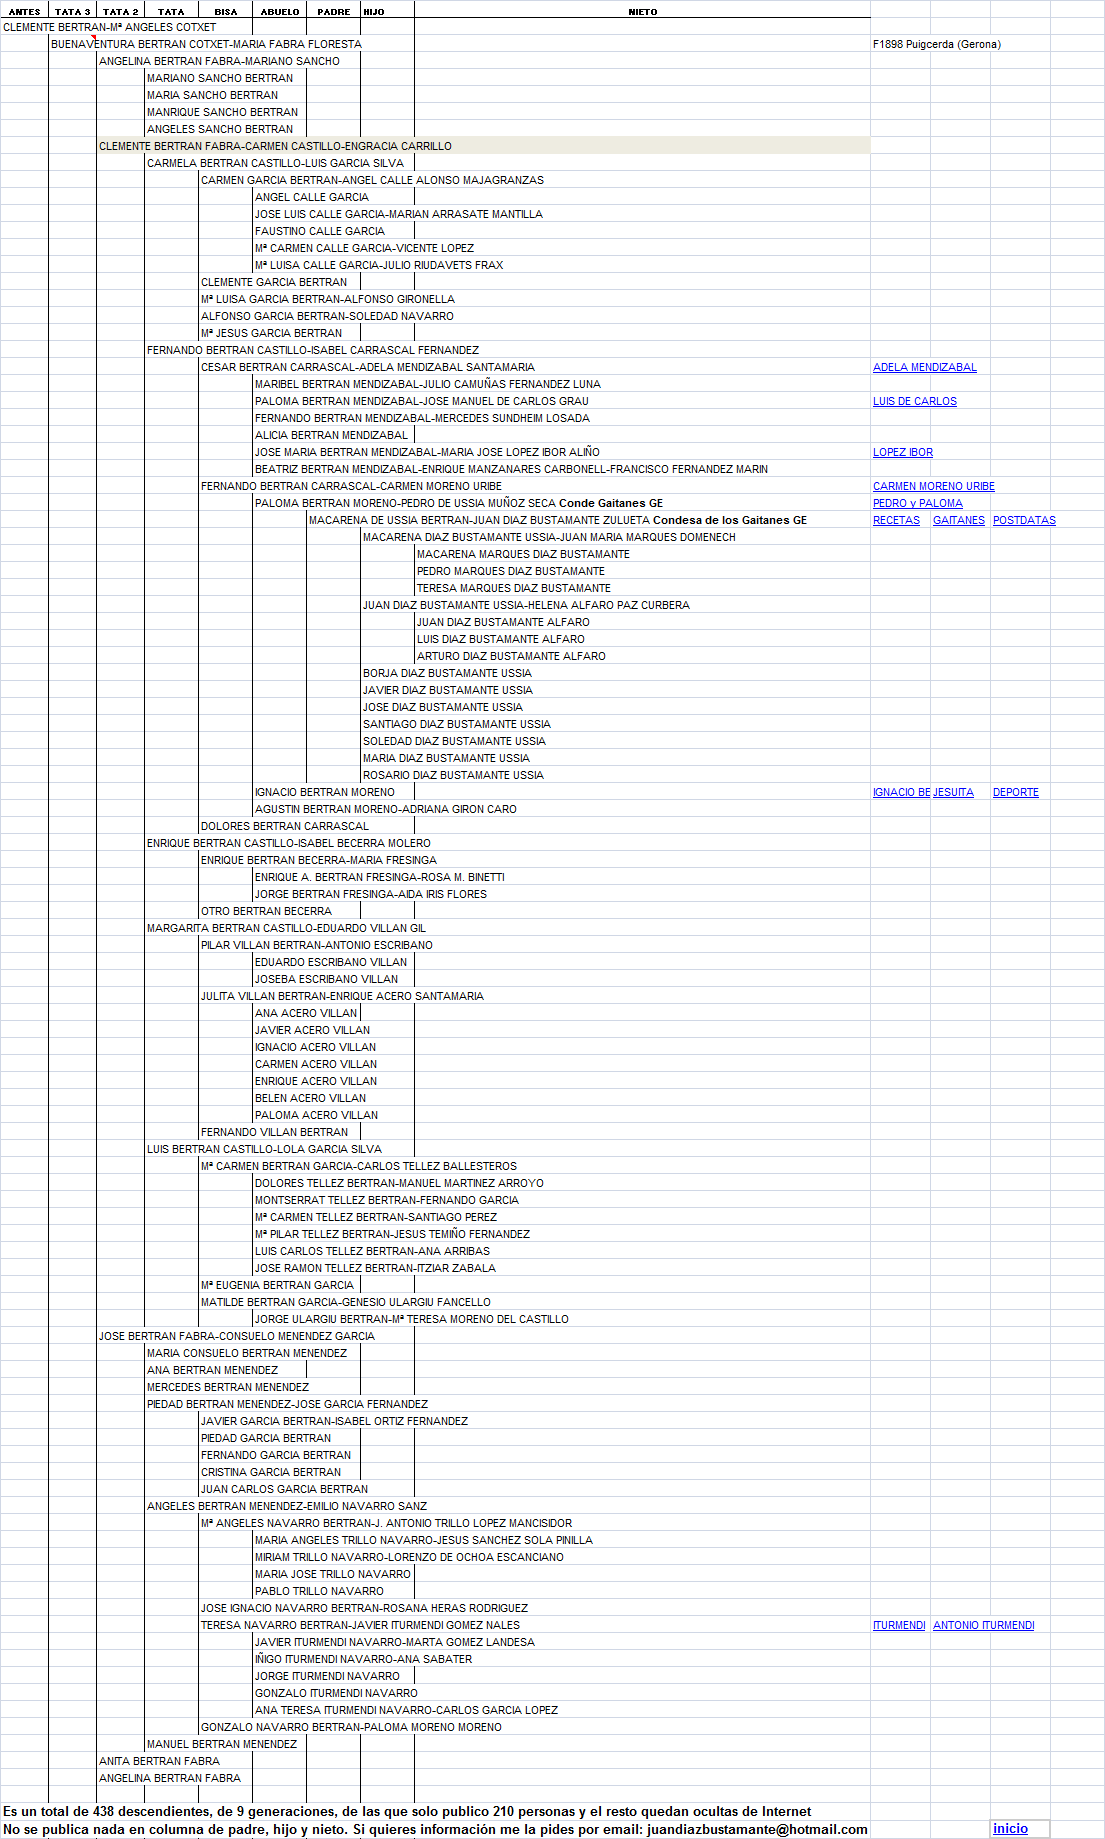 ANTES TATA 3 TATA 2 TATA BISA ABUELO PADRE HIJO NIETO
CLEMENTE BERTRAN-Mª ANGELES COTXET
BUENAVENTURA BERTRAN COTXET-MARIA FABRA FLORESTA F1898 Puigcerda (Gerona)
ANGELINA BERTRAN FABRA-MARIANO SANCHO
MARIANO SANCHO BERTRAN
MARIA SANCHO BERTRAN
MANRIQUE SANCHO BERTRAN
ANGELES SANCHO BERTRAN
CLEMENTE BERTRAN FABRA-CARMEN CASTILLO-ENGRACIA CARRILLO
CARMELA BERTRAN CASTILLO-LUIS GARCIA SILVA
CARMEN GARCIA BERTRAN-ANGEL CALLE ALONSO MAJAGRANZAS
ANGEL CALLE GARCIA
JOSE LUIS CALLE GARCIA-MARIAN ARRASATE MANTILLA
FAUSTINO CALLE GARCIA
Mª CARMEN CALLE GARCIA-VICENTE LOPEZ
Mª LUISA CALLE GARCIA-JULIO RIUDAVETS FRAX
CLEMENTE GARCIA BERTRAN
Mª LUISA GARCIA BERTRAN-ALFONSO GIRONELLA
ALFONSO GARCIA BERTRAN-SOLEDAD NAVARRO
Mª JESUS GARCIA BERTRAN
FERNANDO BERTRAN CASTILLO-ISABEL CARRASCAL FERNANDEZ
CESAR BERTRAN CARRASCAL-ADELA MENDIZABAL SANTAMARIA ADELA MENDIZABAL
MARIBEL BERTRAN MENDIZABAL-JULIO CAMUÑAS FERNANDEZ LUNA
PALOMA BERTRAN MENDIZABAL-JOSE MANUEL DE CARLOS GRAU LUIS DE CARLOS
FERNANDO BERTRAN MENDIZABAL-MERCEDES SUNDHEIM LOSADA
ALICIA BERTRAN MENDIZABAL
JOSE MARIA BERTRAN MENDIZABAL-MARIA JOSE LOPEZ IBOR ALIÑO LOPEZ IBOR
BEATRIZ BERTRAN MENDIZABAL-ENRIQUE MANZANARES CARBONELL-FRANCISCO FERNANDEZ MARIN
FERNANDO BERTRAN CARRASCAL-CARMEN MORENO URIBE CARMEN MORENO URIBE
PALOMA BERTRAN MORENO-PEDRO DE USSIA MUÑOZ SECA Conde Gaitanes GE PEDRO y PALOMA
MACARENA DE USSIA BERTRAN-JUAN DIAZ BUSTAMANTE ZULUETA Condesa de los Gaitanes GE RECETAS GAITANES POSTDATAS
MACARENA DIAZ BUSTAMANTE USSIA-JUAN MARIA MARQUES DOMENECH
MACARENA MARQUES DIAZ BUSTAMANTE
PEDRO MARQUES DIAZ BUSTAMANTE
TERESA MARQUES DIAZ BUSTAMANTE
JUAN DIAZ BUSTAMANTE USSIA-HELENA ALFARO PAZ CURBERA
JUAN DIAZ BUSTAMANTE ALFARO
LUIS DIAZ BUSTAMANTE ALFARO
ARTURO DIAZ BUSTAMANTE ALFARO
BORJA DIAZ BUSTAMANTE USSIA
JAVIER DIAZ BUSTAMANTE USSIA
JOSE DIAZ BUSTAMANTE USSIA
SANTIAGO DIAZ BUSTAMANTE USSIA
SOLEDAD DIAZ BUSTAMANTE USSIA
MARIA DIAZ BUSTAMANTE USSIA
ROSARIO DIAZ BUSTAMANTE USSIA
IGNACIO BERTRAN MORENO IGNACIO BE JESUITA DEPORTE
AGUSTIN BERTRAN MORENO-ADRIANA GIRON CARO
DOLORES BERTRAN CARRASCAL
ENRIQUE BERTRAN CASTILLO-ISABEL BECERRA MOLERO
ENRIQUE BERTRAN BECERRA-MARIA FRESINGA
ENRIQUE A. BERTRAN FRESINGA-ROSA M. BINETTI
JORGE BERTRAN FRESINGA-AIDA IRIS FLORES
OTRO BERTRAN BECERRA
MARGARITA BERTRAN CASTILLO-EDUARDO VILLAN GIL
PILAR VILLAN BERTRAN-ANTONIO ESCRIBANO
EDUARDO ESCRIBANO VILLAN
JOSEBA ESCRIBANO VILLAN
JULITA VILLAN BERTRAN-ENRIQUE ACERO SANTAMARIA
ANA ACERO VILLAN
JAVIER ACERO VILLAN
IGNACIO ACERO VILLAN
CARMEN ACERO VILLAN
ENRIQUE ACERO VILLAN
BELEN ACERO VILLAN
PALOMA ACERO VILLAN
FERNANDO VILLAN BERTRAN
LUIS BERTRAN CASTILLO-LOLA GARCIA SILVA
Mª CARMEN BERTRAN GARCIA-CARLOS TELLEZ BALLESTEROS
DOLORES TELLEZ BERTRAN-MANUEL MARTINEZ ARROYO
MONTSERRAT TELLEZ BERTRAN-FERNANDO GARCIA
Mª CARMEN TELLEZ BERTRAN-SANTIAGO PEREZ
Mª PILAR TELLEZ BERTRAN-JESUS TEMIÑO FERNANDEZ
LUIS CARLOS TELLEZ BERTRAN-ANA ARRIBAS
JOSE RAMON TELLEZ BERTRAN-ITZIAR ZABALA
Mª EUGENIA BERTRAN GARCIA
MATILDE BERTRAN GARCIA-GENESIO ULARGIU FANCELLO
JORGE ULARGIU BERTRAN-Mª TERESA MORENO DEL CASTILLO
JOSE BERTRAN FABRA-CONSUELO MENENDEZ GARCIA
MARIA CONSUELO BERTRAN MENENDEZ
ANA BERTRAN MENENDEZ
MERCEDES BERTRAN MENENDEZ
PIEDAD BERTRAN MENENDEZ-JOSE GARCIA FERNANDEZ
JAVIER GARCIA BERTRAN-ISABEL ORTIZ FERNANDEZ
PIEDAD GARCIA BERTRAN
FERNANDO GARCIA BERTRAN
CRISTINA GARCIA BERTRAN
JUAN CARLOS GARCIA BERTRAN
ANGELES BERTRAN MENENDEZ-EMILIO NAVARRO SANZ
Mª ANGELES NAVARRO BERTRAN-J. ANTONIO TRILLO LOPEZ MANCISIDOR
MARIA ANGELES TRILLO NAVARRO-JESUS SANCHEZ SOLA PINILLA
MIRIAM TRILLO NAVARRO-LORENZO DE OCHOA ESCANCIANO
MARIA JOSE TRILLO NAVARRO
PABLO TRILLO NAVARRO
JOSE IGNACIO NAVARRO BERTRAN-ROSANA HERAS RODRIGUEZ
TERESA NAVARRO BERTRAN-JAVIER ITURMENDI GOMEZ NALES ITURMENDI ANTONIO ITURMENDI
JAVIER ITURMENDI NAVARRO-MARTA GOMEZ LANDESA
IÑIGO ITURMENDI NAVARRO-ANA SABATER
JORGE ITURMENDI NAVARRO
GONZALO ITURMENDI NAVARRO
ANA TERESA ITURMENDI NAVARRO-CARLOS GARCIA LOPEZ
GONZALO NAVARRO BERTRAN-PALOMA MORENO MORENO
MANUEL BERTRAN MENENDEZ
ANITA BERTRAN FABRA
ANGELINA BERTRAN FABRA
Es un total de 438 descendientes, de 9 generaciones, de las que solo publico 210 personas y el resto quedan ocultas de Internet
No se publica nada en columna de padre, hijo y nieto. Si quieres información me la pides por email: juandiazbustamante@hotmail.com inicio